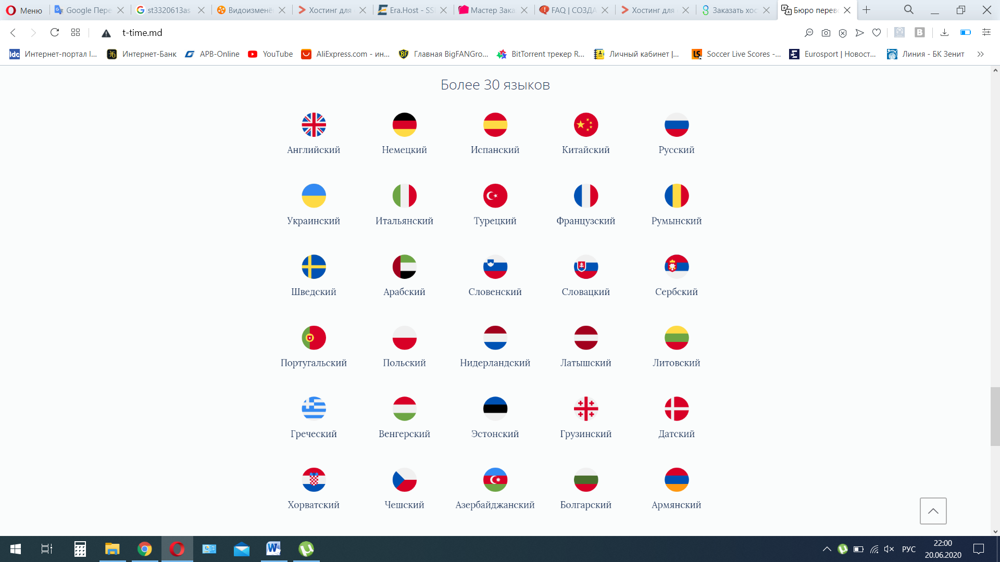 Меню
Google Пере
st3320613as
Видоизменё
Хостинг для
Era.Host - SS
Мастер Зака
FAQ | СОЗДА
Хостинг для
Заказать хос
Бюро перев
t-time.md
Интернет-портал I...
Интернет-Банк
APB-Online
YouTube
AliExpress.com - ин...
Главная BigFANGro...
BitTorrent трекер R...
Личный кабинет |...
Soccer Live Scores -...
Eurosport | Новост...
Линия - БК Зенит
Более 30 языков
Английский Немецкий Испанский Китайский Русский
Украинский Итальянский Турецкий Французский Румынский
Шведский Арабский Словенский Словацкий Сербский
Португальский Польский Нидерландский Латышский Литовский
Греческий Венгерский Эстонский Грузинский Датский
Хорватский Чешский Азербайджанский Болгарский Армянский
РУС
22:00
20.06.2020